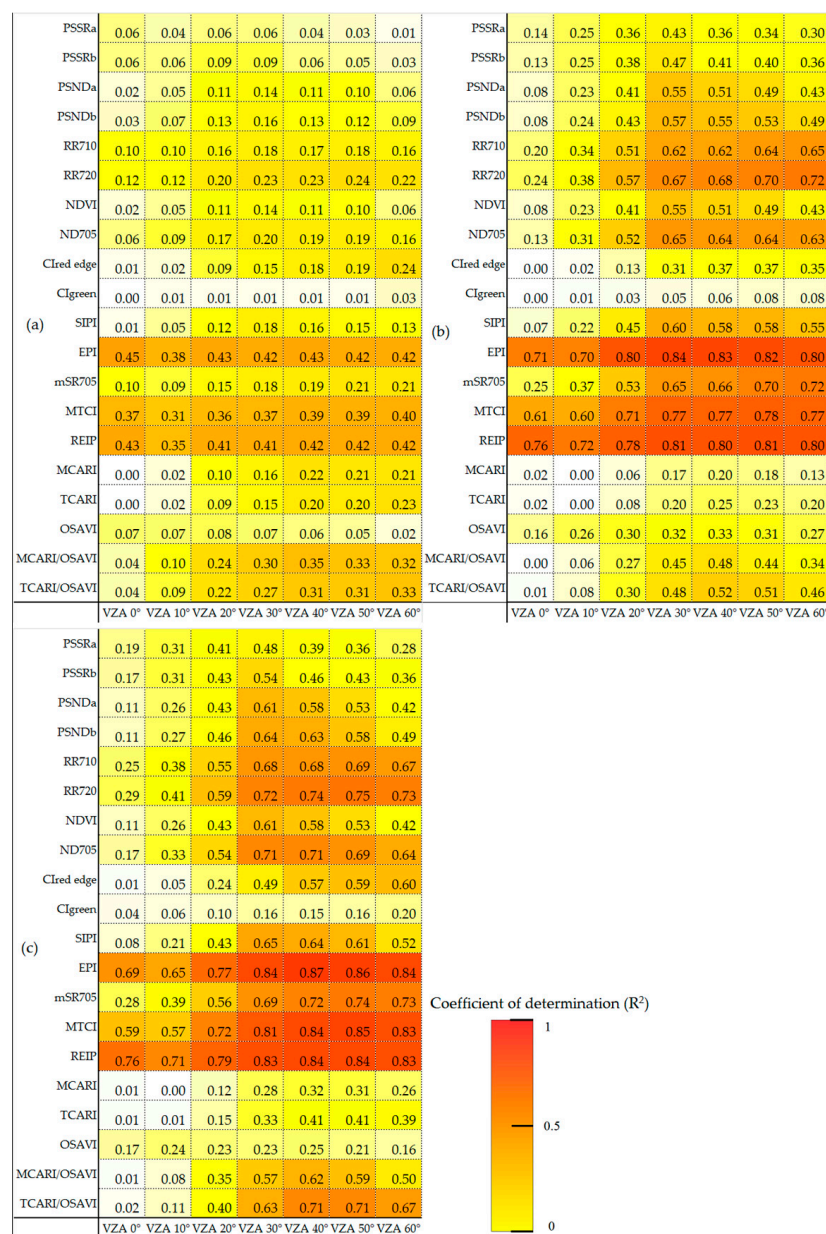 PSSRa 0.06 0.04 0.06 0.06 0.04 0.03 0.01
PSSRb 0.06 0.06 0.09 0.09 0.06 0.05 0.03
PSNDa 0.02 0.05 0.11 0.14 0.11 0.10 0.06
PSNDb 0.03 0.07 0.13 0.16 0.13 0.12 0.09
RR710 0.10 0.10 0.16 0.18 0.17 0.18 0.16
RR720 0.12 0.12 0.20 0.23 0.23 0.24 0.22
NDVI 0.02 0.05 0.11 0.14 0.11 0.10 0.06
ND705 0.06 0.09 0.17 0.20 0.19 0.19 0.16
CIred edge 0.01 0.02 0.09 0.15 0.18 0.19 0.24
CIgreen 0.00 0.01 0.01 0.01 0.01 0.01 0.03
(a)
SIPI 0.01 0.05 0.12 0.18 0.16 0.15 0.13
EPI 0.45 0.38 0.43 0.42 0.43 0.42 0.42
mSR705 0.10 0.09 0.15 0.18 0.19 0.21 0.21
MTCI 0.37 0.31 0.36 0.37 0.39 0.39 0.40
REIP 0.43 0.35 0.41 0.41 0.42 0.42 0.42
MCARI 0.00 0.02 0.10 0.16 0.22 0.21 0.21
TCARI 0.00 0.02 0.09 0.15 0.20 0.20 0.23
OSAVI 0.07 0.07 0.08 0.07 0.06 0.05 0.02
MCARI/OSAVI 0.04 0.10 0.24 0.30 0.35 0.33 0.32
TCARI/OSAVI 0.04 0.09 0.22 0.27 0.31 0.31 0.33
VZA 0° VZA 10° VZA 20° VZA 30° VZA 40° VZA 50° VZA 60°
PSSRa 0.14 0.25 0.36 0.43 0.36 0.34 0.30
PSSRb 0.13 0.25 0.38 0.47 0.41 0.40 0.36
PSNDa 0.08 0.23 0.41 0.55 0.51 0.49 0.43
PSNDb 0.08 0.24 0.43 0.57 0.55 0.53 0.49
RR710 0.20 0.34 0.51 0.62 0.62 0.64 0.65
RR720 0.24 0.38 0.57 0.67 0.68 0.70 0.72
NDVI 0.08 0.23 0.41 0.55 0.51 0.49 0.43
ND705 0.13 0.31 0.52 0.65 0.64 0.64 0.63
CIred edge 0.00 0.02 0.13 0.31 0.37 0.37 0.35
CIgreen 0.00 0.01 0.03 0.05 0.06 0.08 0.08
(b)
SIPI 0.07 0.22 0.45 0.60 0.58 0.58 0.55
EPI 0.71 0.70 0.80 0.84 0.83 0.82 0.80
mSR705 0.25 0.37 0.53 0.65 0.66 0.70 0.72
MTCI 0.61 0.60 0.71 0.77 0.77 0.78 0.77
REIP 0.76 0.72 0.78 0.81 0.80 0.81 0.80
MCARI 0.02 0.00 0.06 0.17 0.20 0.18 0.13
TCARI 0.02 0.00 0.08 0.20 0.25 0.23 0.20
OSAVI 0.16 0.26 0.30 0.32 0.33 0.31 0.27
MCARI/OSAVI 0.00 0.06 0.27 0.45 0.48 0.44 0.34
TCARI/OSAVI 0.01 0.08 0.30 0.48 0.52 0.51 0.46
VZA 0° VZA 10° VZA 20° VZA 30° VZA 40° VZA 50° VZA 60°
PSSRa 0.19 0.31 0.41 0.48 0.39 0.36 0.28
PSSRb 0.17 0.31 0.43 0.54 0.46 0.43 0.36
PSNDa 0.11 0.26 0.43 0.61 0.58 0.53 0.42
PSNDb 0.11 0.27 0.46 0.64 0.63 0.58 0.49
RR710 0.25 0.38 0.55 0.68 0.68 0.69 0.67
RR720 0.29 0.41 0.59 0.72 0.74 0.75 0.73
NDVI 0.11 0.26 0.43 0.61 0.58 0.53 0.42
ND705 0.17 0.33 0.54 0.71 0.71 0.69 0.64
CIred edge 0.01 0.05 0.24 0.49 0.57 0.59 0.60
CIgreen 0.04 0.06 0.10 0.16 0.15 0.16 0.20
(c)
SIPI 0.08 0.21 0.43 0.65 0.64 0.61 0.52
EPI 0.69 0.65 0.77 0.84 0.87 0.86 0.84
mSR705 0.28 0.39 0.56 0.69 0.72 0.74 0.73
MTCI 0.59 0.57 0.72 0.81 0.84 0.85 0.83
REIP 0.76 0.71 0.79 0.83 0.84 0.84 0.83
MCARI 0.01 0.00 0.12 0.28 0.32 0.31 0.26
TCARI 0.01 0.01 0.15 0.33 0.41 0.41 0.39
OSAVI 0.17 0.24 0.23 0.23 0.25 0.21 0.16
MCARI/OSAVI 0.01 0.08 0.35 0.57 0.62 0.59 0.50
TCARI/OSAVI 0.02 0.11 0.40 0.63 0.71 0.71 0.67
VZA 0° VZA 10° VZA 20° VZA 30° VZA 40° VZA 50° VZA 60°
Coefficient of determination (R²)
1
0.5
0